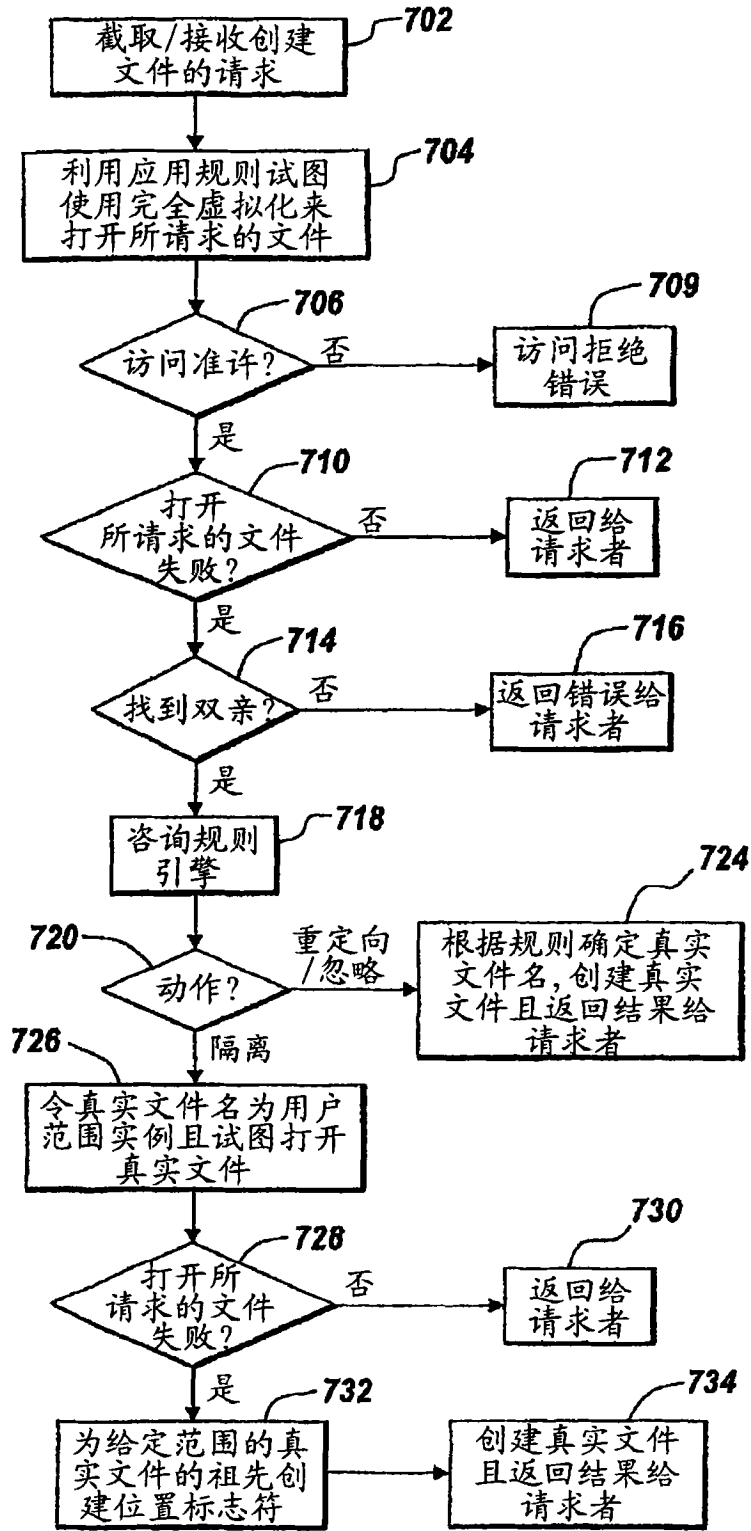 702
截取/接收创建
文件的请求
704
利用应用规则试图
使用完全虚拟化来
打开所请求的文件
706
访问准许?
否
709
访问拒绝
错误
是
710
打开
所请求的文件
失败?
否
712
返回给
请求者
是
714
找到双亲?
否
716
返回错误给
请求者
是
718
咨询规则
引擎
720
动作?
重定向
/忽略
724
根据规则确定真实
文件名,创建真实
文件且返回结果给
请求者
隔离
726
令真实文件名为用户
范围实例且试图打开
真实文件
728
打开所
请求的文件
失败?
否
730
返回给
请求者
是
732
为给定范围的真
实文件的祖先创
建位置标志符
734
创建真实文件
且返回结果给
请求者